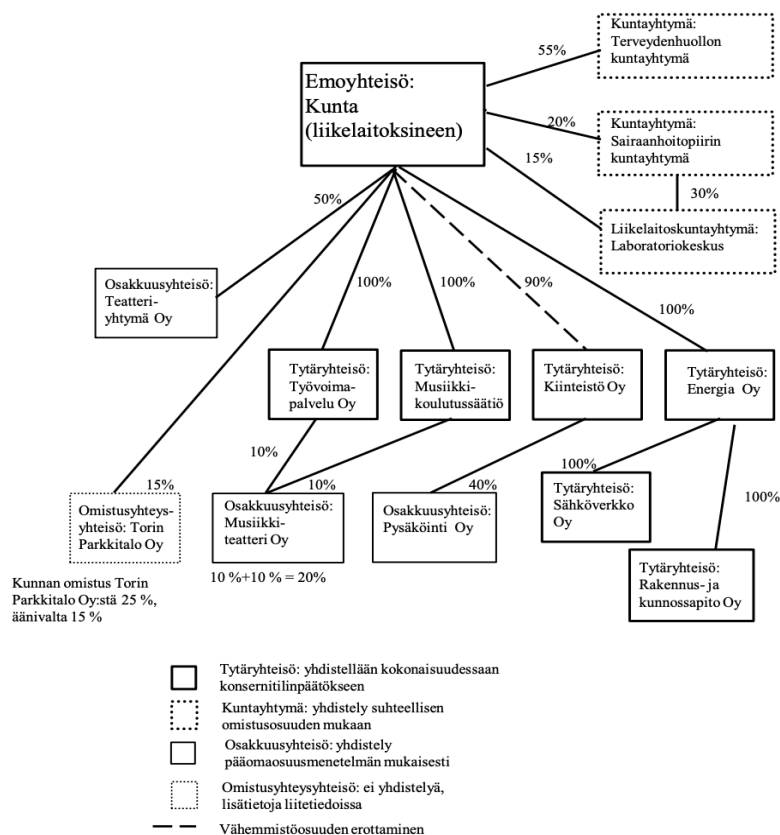 Kuntayhtymä:
Terveydenhuollon
kuntayhtymä
55%
Emoyhteisö:
Kunta
(liikelaitoksineen)
Kuntayhtymä:
Sairaanhoitopiirin
kuntayhtymä
20%
15%
30%
Liikelaitoskuntayhtymä:
Laboratoriokeskus
50%
Osakkuusyhteisö:
Teatteri-
yhtymä Oy
100%
100%
90%
100%
Tytäryhteisö:
Työvoima-
palvelu Oy
Tytäryhteisö:
Musiikki-
koulutussäätiö
Tytäryhteisö:
Kiinteistö Oy
Tytäryhteisö:
Energia Oy
15%
10%
10%
40%
100%
100%
Omistusyhteys-
yhteisö: Torin
Parkkitalo Oy
Osakkuusyhteisö:
Musiikki-
teatteri Oy
Osakkuusyhteisö:
Pysäköinti Oy
Tytäryhteisö:
Sähköverkko
Oy
Tytäryhteisö:
Rakennus- ja
kunnossapito Oy
Kunnan omistus Torin
Parkkitalo Oy:stä 25 %,
äänivalta 15 %
10 %+10 % = 20%
Tytäryhteisö: yhdistellään kokonaisuudessaan
konsernitilinpäätökseen
Kuntayhtymä: yhdistely suhteellisen
omistusosuuden mukaan
Osakkuusyhteisö: yhdistely
pääomaosuusmenetelmän mukaisesti
Omistusyhteysyhteisö: ei yhdistelyä,
lisätietoja liitetiedoissa
Vähemmistöosuuden erottaminen